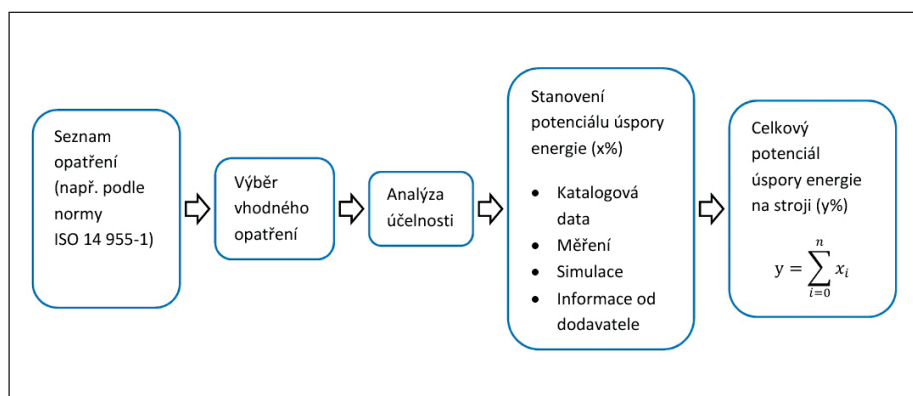 Seznam
opatření
(např. podle
normy
ISO 14 955-1)
Výběr
vhodného
opatření
Analýza
účelnosti
Stanovení
potenciálu úspory
energie (x%)
• Katalogová
data
• Měření
• Simulace
• Informace od
dodavatele
Celkový
potenciál
úspory energie
na stroji (y%)
y = ∑_{i=0}^{n} x_i